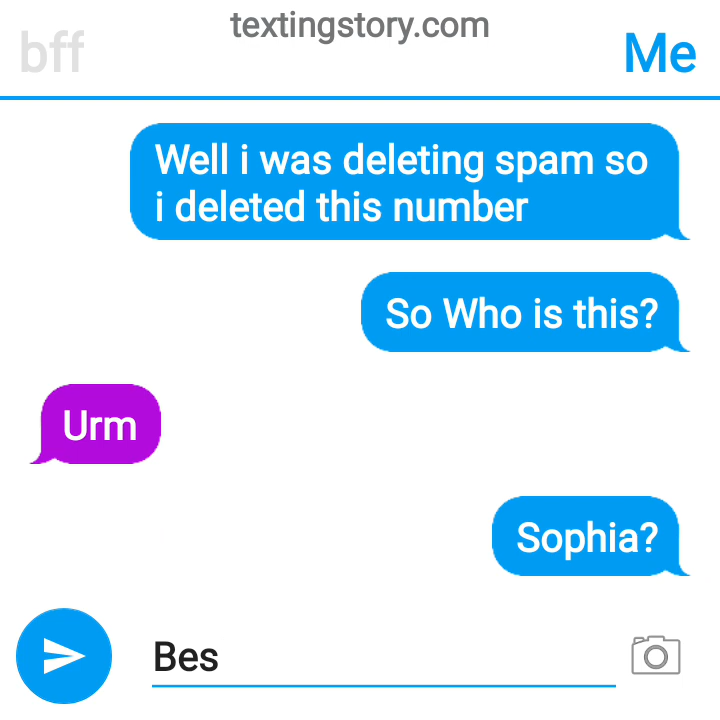 textingstory.com
bff
Me
Well i was deleting spam so
i deleted this number
So Who is this?
Urm
Sophia?
Bes